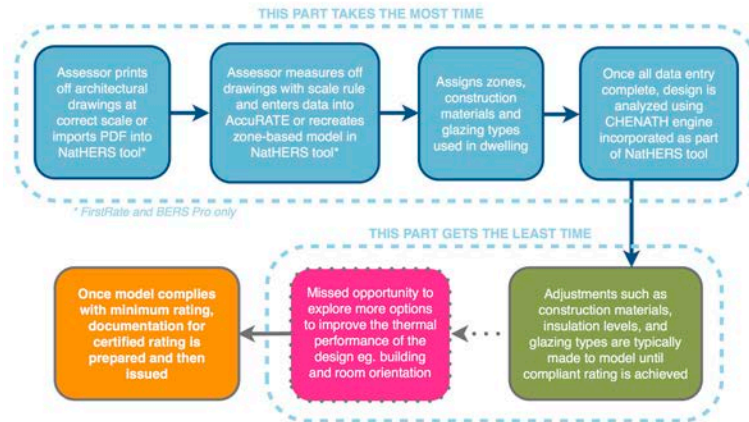 THIS PART TAKES THE MOST TIME
Assessor prints
off architectural
drawings at
correct scale or
imports PDF into
NatHERS tool*
Assessor measures off
drawings with scale rule
and enters data into
AccuRATE or recreates
zone-based model in
NatHERS tool*
Assigns zones,
construction
materials and
glazing types
used in dwelling
Once all data entry
complete, design is
analyzed using
CHENATH engine
incorporated as part
of NatHERS tool
* FirstRate and BERS Pro only
THIS PART GETS THE LEAST TIME
Once model complies
with minimum rating,
documentation for
certified rating is
prepared and then
issued
Missed opportunity to
explore more options
to improve the thermal
performance of the
design eg. building
and room orientation
Adjustments such as
construction materials,
insulation levels, and
glazing types are typically
made to model until
compliant rating is achieved